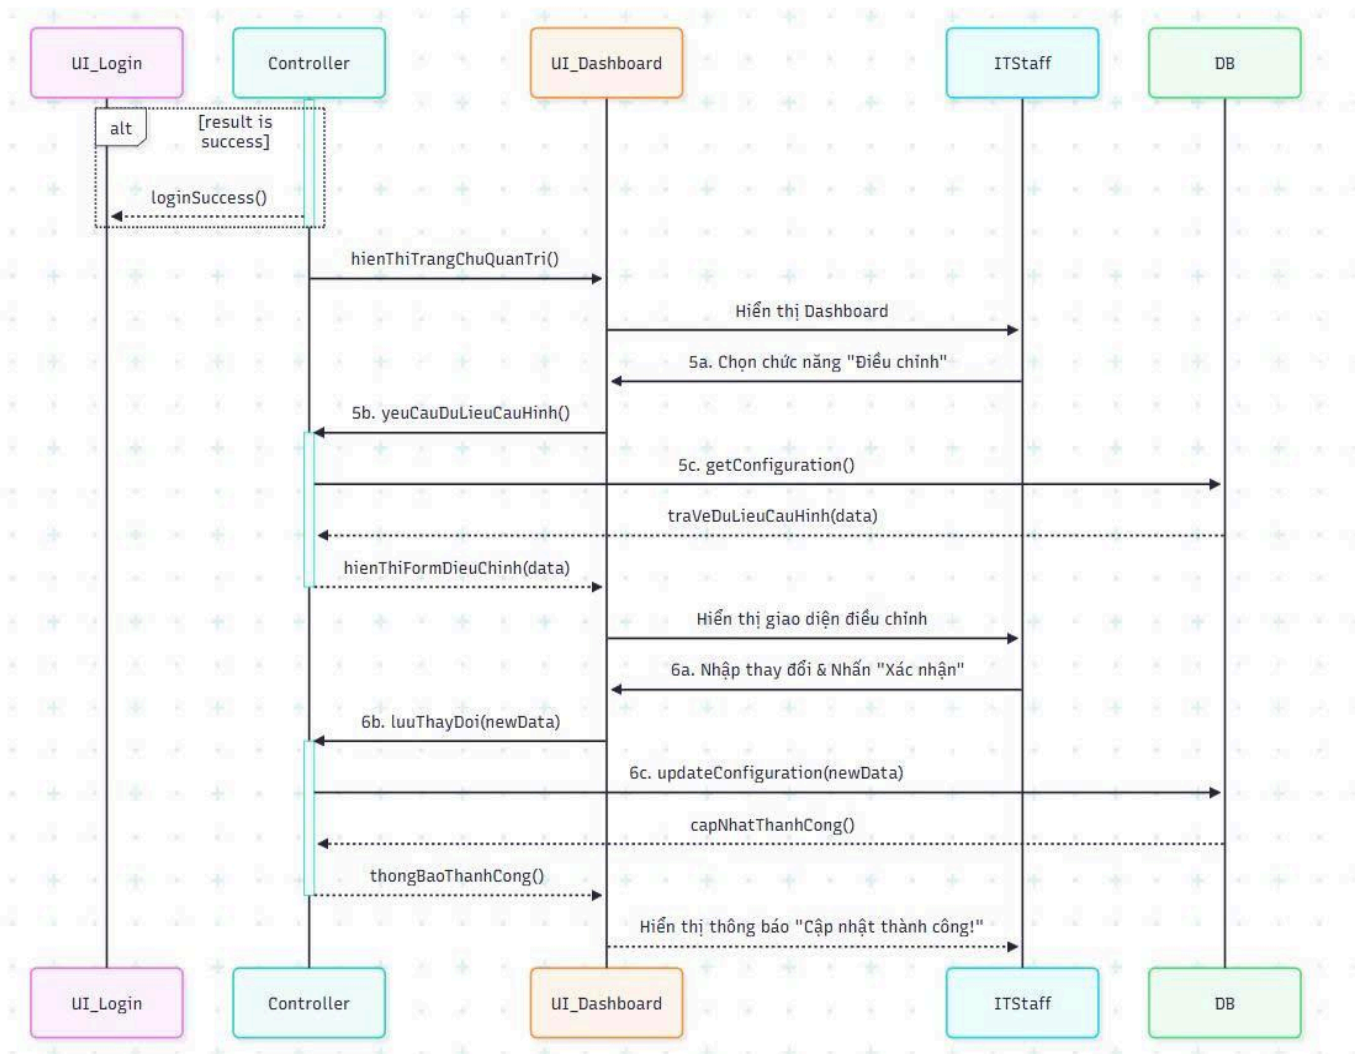 UI_Login
Controller
UI_Dashboard
ITStaff
DB
alt
[result is
success]
loginSuccess()
hienThiTrangChuQuanTri()
Hiển thị Dashboard
5a. Chọn chức năng "Điều chỉnh"
5b. yeuCauDuLieuCauHinh()
5c. getConfiguration()
traVeDuLieuCauHinh(data)
hienThiFormDieuChinh(data)
Hiển thị giao diện điều chỉnh
6a. Nhập thay đổi & Nhấn "Xác nhận"
6b. luuThayDoi(newData)
6c. updateConfiguration(newData)
capNhatThanhCong()
thongBaoThanhCong()
Hiển thị thông báo "Cập nhật thành công!"
UI_Login
Controller
UI_Dashboard
ITStaff
DB